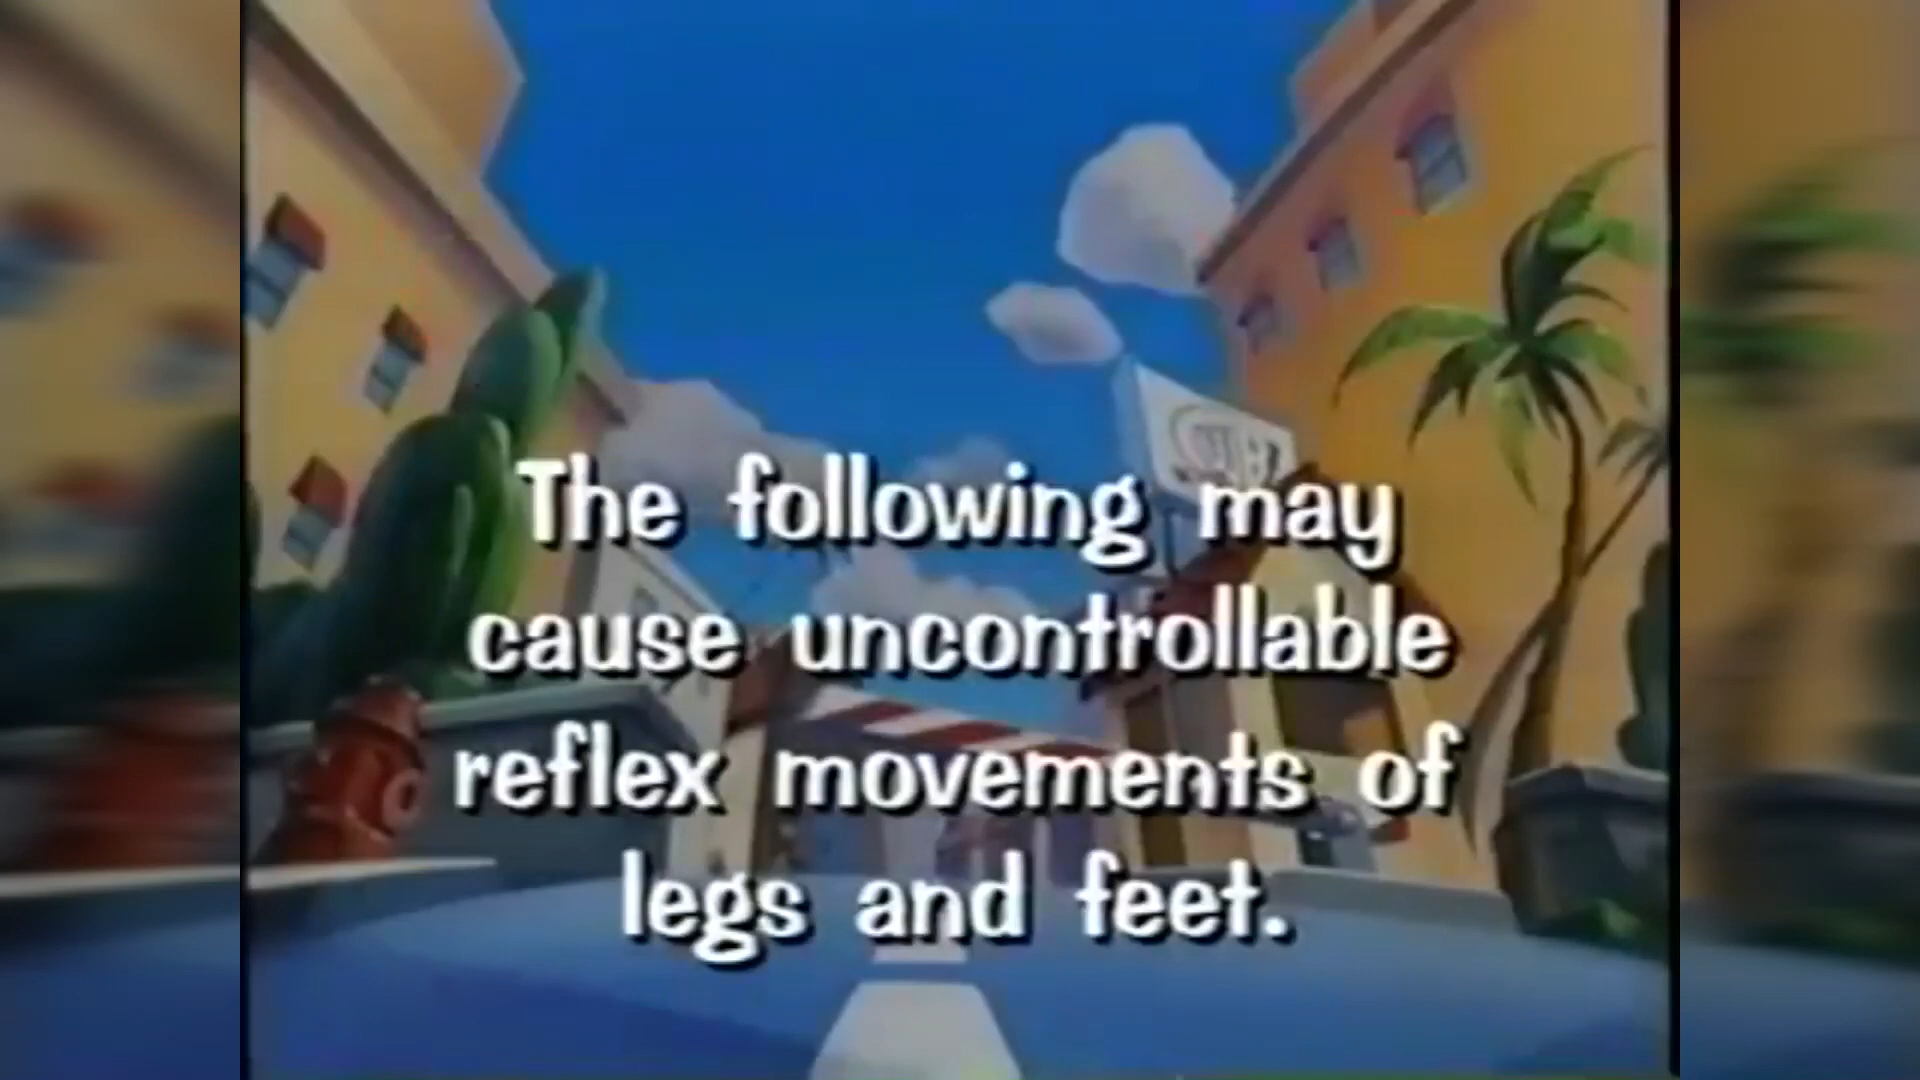 The following may
cause uncontrollable
reflex movements of
legs and feet.